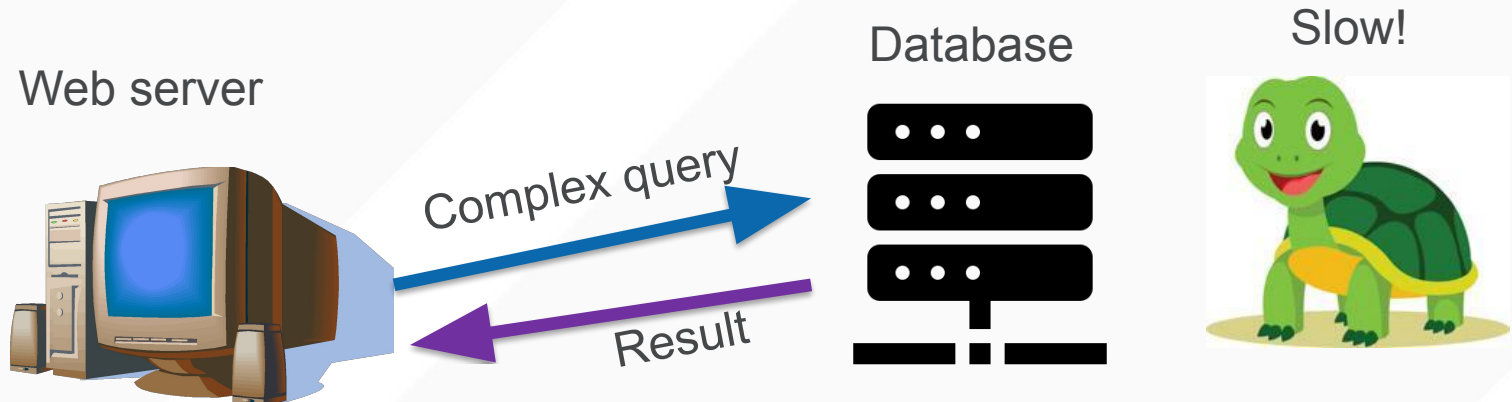 Web server
Complex query
Result
Database
Slow!